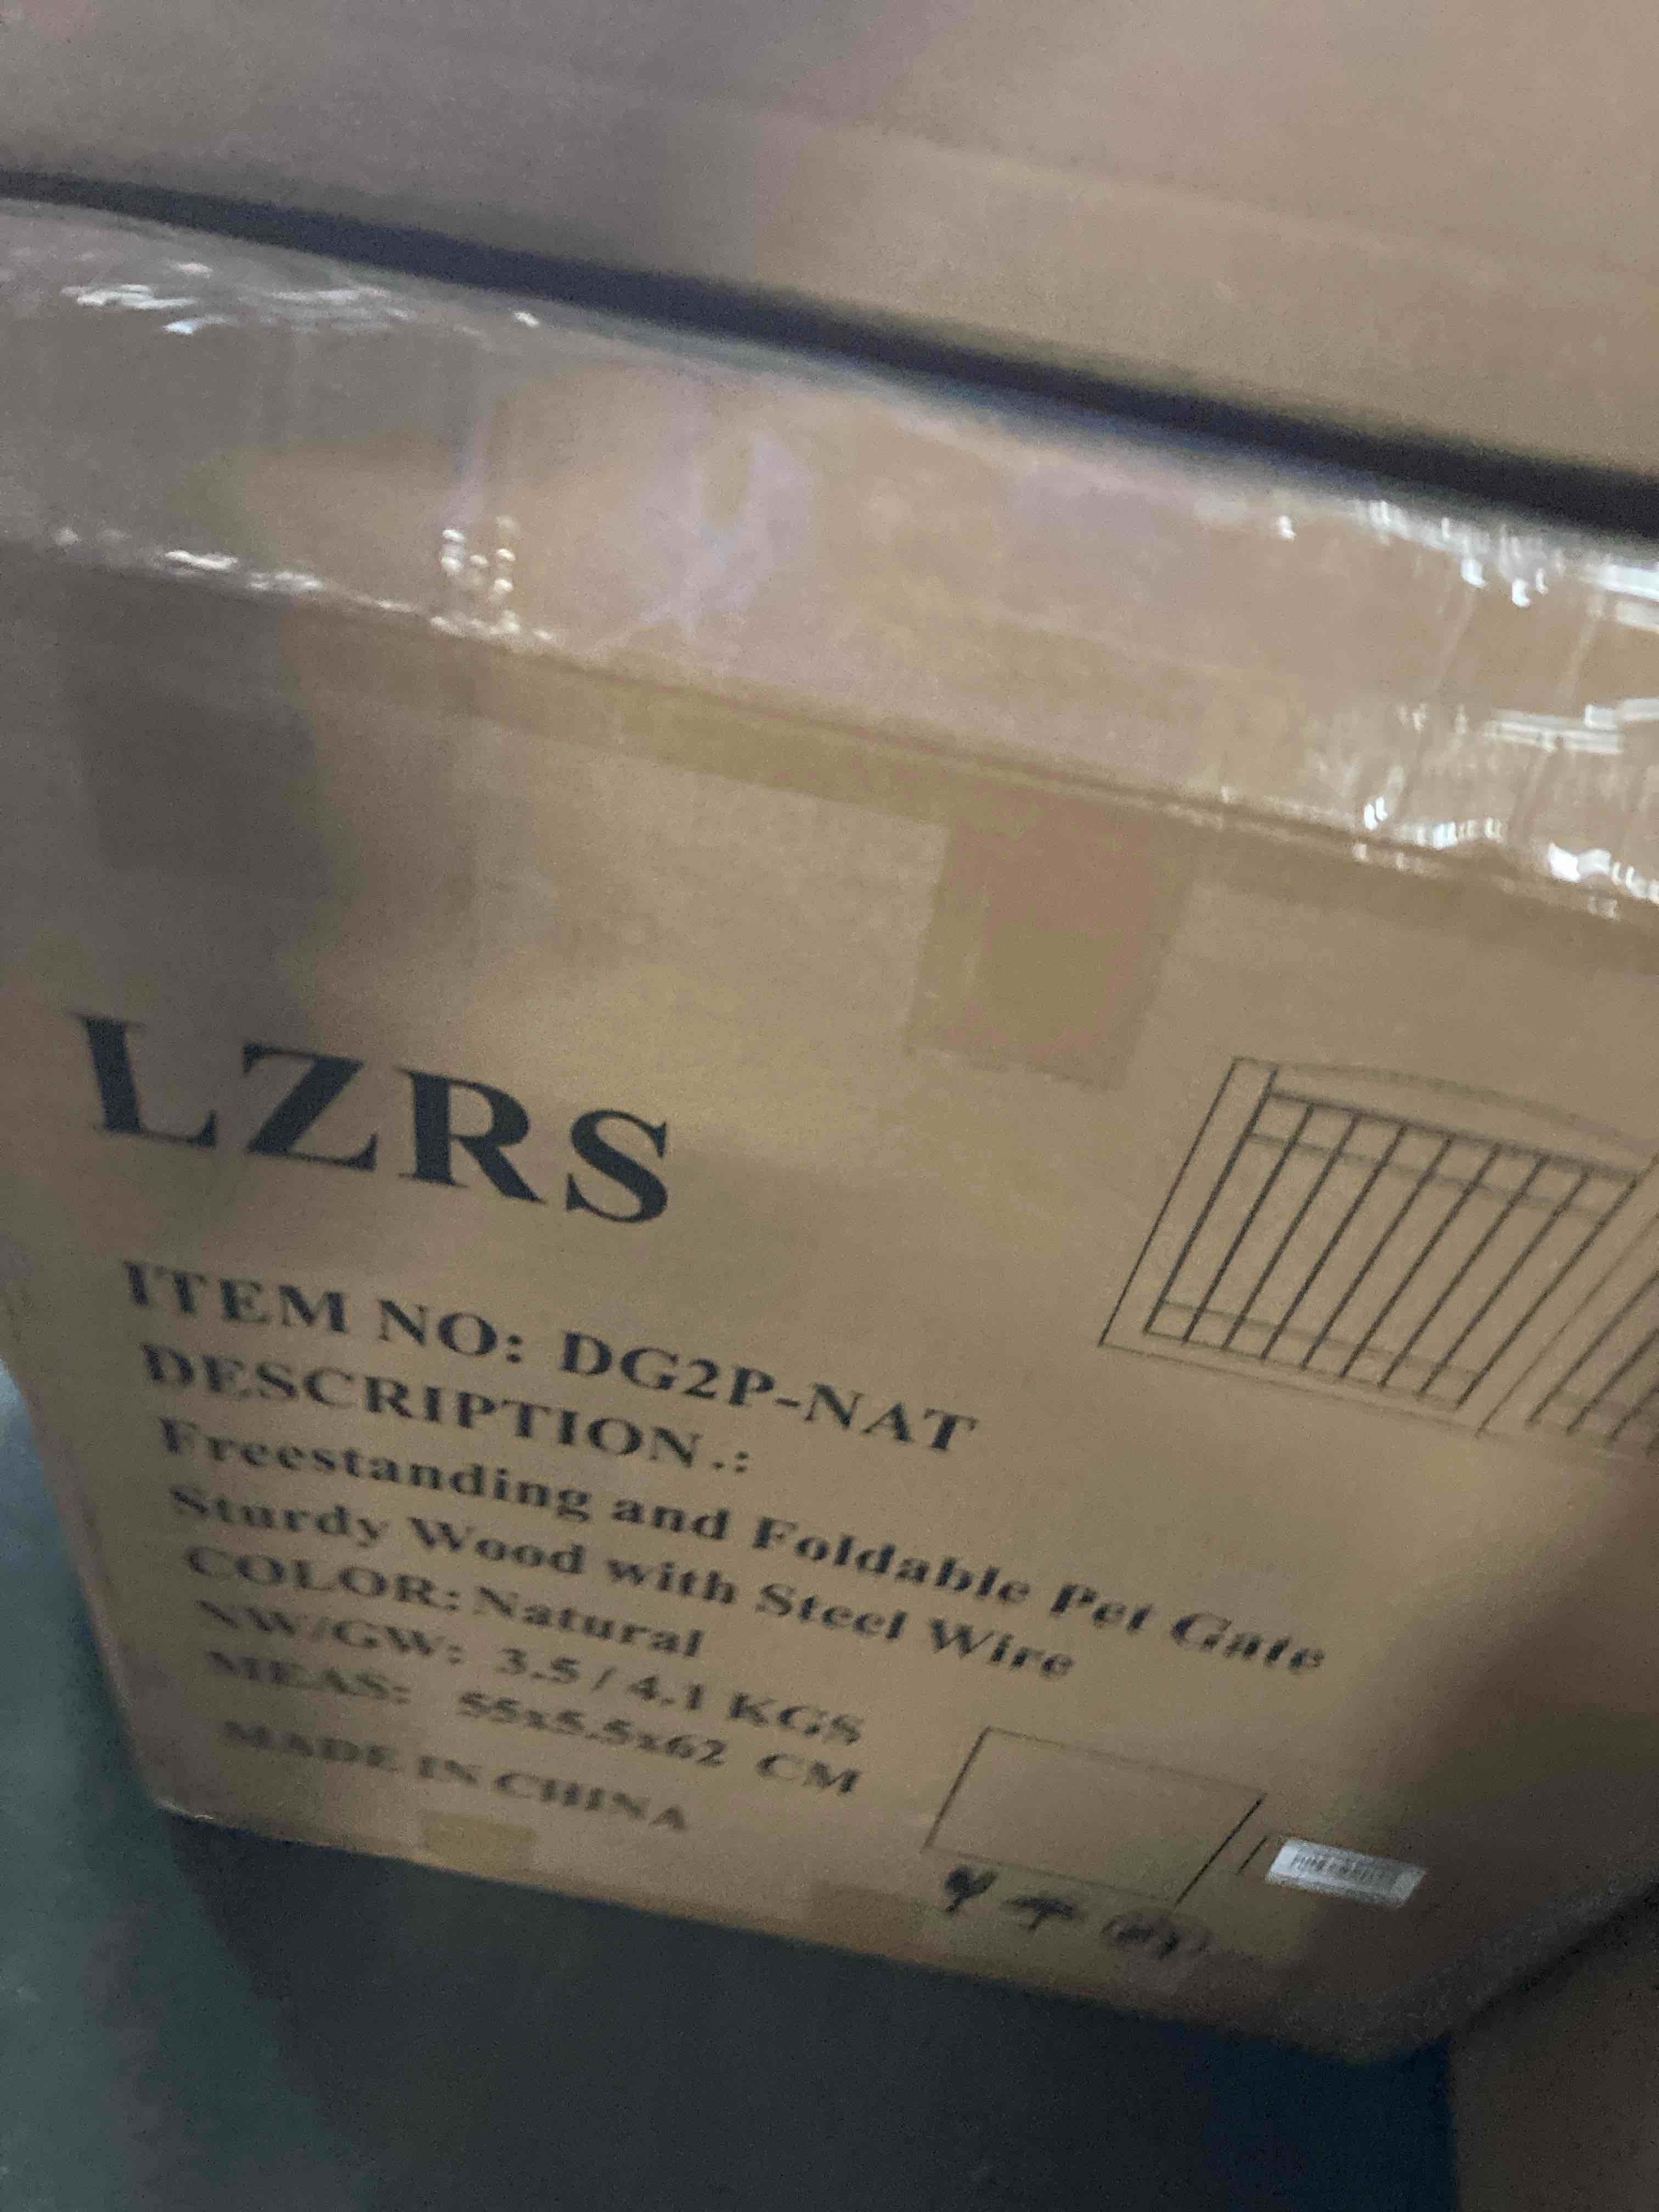 LZRS
ITEM NO: DG2P-NAT
DESCRIPTION.:
Freestanding and Foldable Pet Gate
Sturdy Wood with Steel Wire
COLOR: Natural
NW/GW: 3.5 / 4.1 KGS
MEAS: 55x5.5x62 CM
MADE IN CHINA